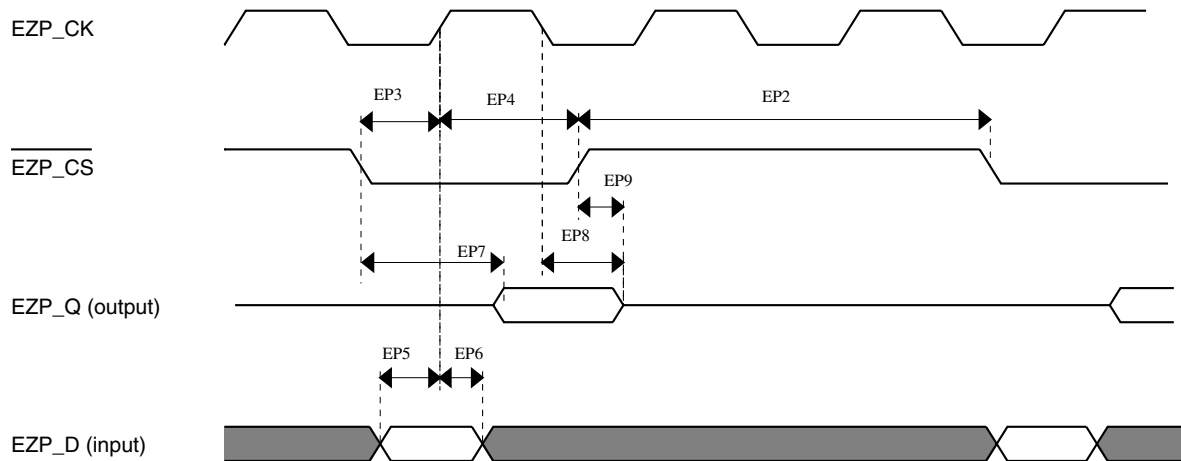 EZP_CK
EP3
EP4
EP2
EZP_CS
EP9
EP8
EP7
EZP_Q (output)
EP5
EP6
EZP_D (input)